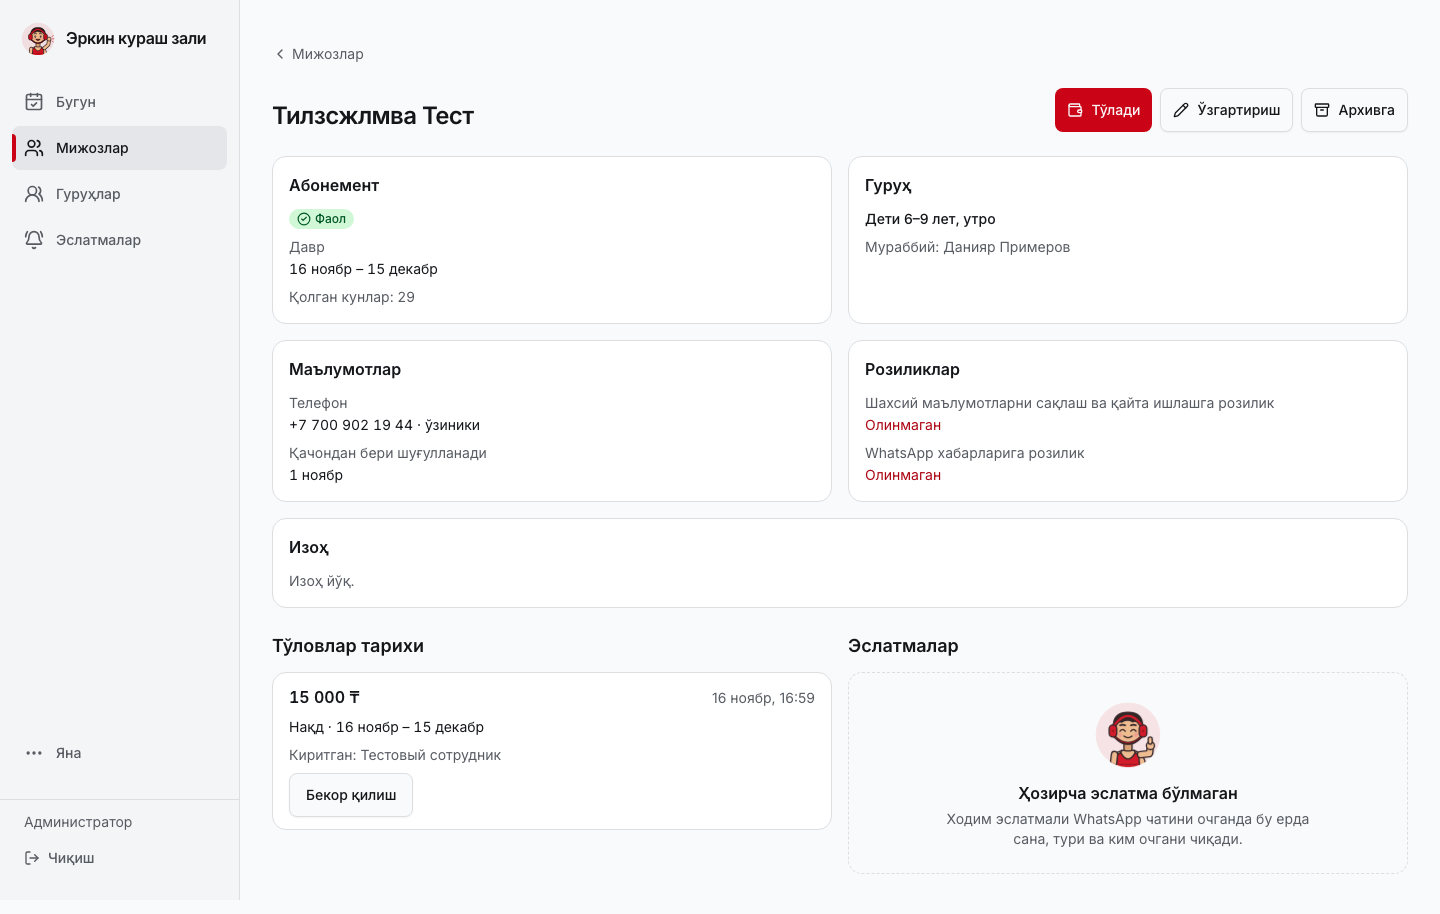 Эркин кураш зали
Бугун
Мижозлар
Гуруҳлар
Эслатмалар
Яна
Администратор
Чиқиш
Мижозлар
Тилзсжлмва Тест
Тўлади
Ўзгартириш
Архивга
Абонемент
Фаол
Давр
16 ноябр – 15 декабр
Қолган кунлар: 29
Гуруҳ
Дети 6–9 лет, утро
Мураббий: Данияр Примеров
Маълумотлар
Телефон
+7 700 902 19 44 · ўзиники
Қачондан бери шуғулланади
1 ноябр
Розиликлар
Шахсий маълумотларни сақлаш ва қайта ишлашга розилик
Олинмаган
WhatsApp хабарларига розилик
Олинмаган
Изоҳ
Изоҳ йўқ.
Тўловлар тарихи
15 000 ₸
16 ноябр, 16:59
Нақд · 16 ноябр – 15 декабр
Киритган: Тестовый сотрудник
Бекор қилиш
Эслатмалар
Ҳозирча эслатма бўлмаган
Ходим эслатмали WhatsApp чатини очганда бу ерда
сана, тури ва ким очгани чиқади.